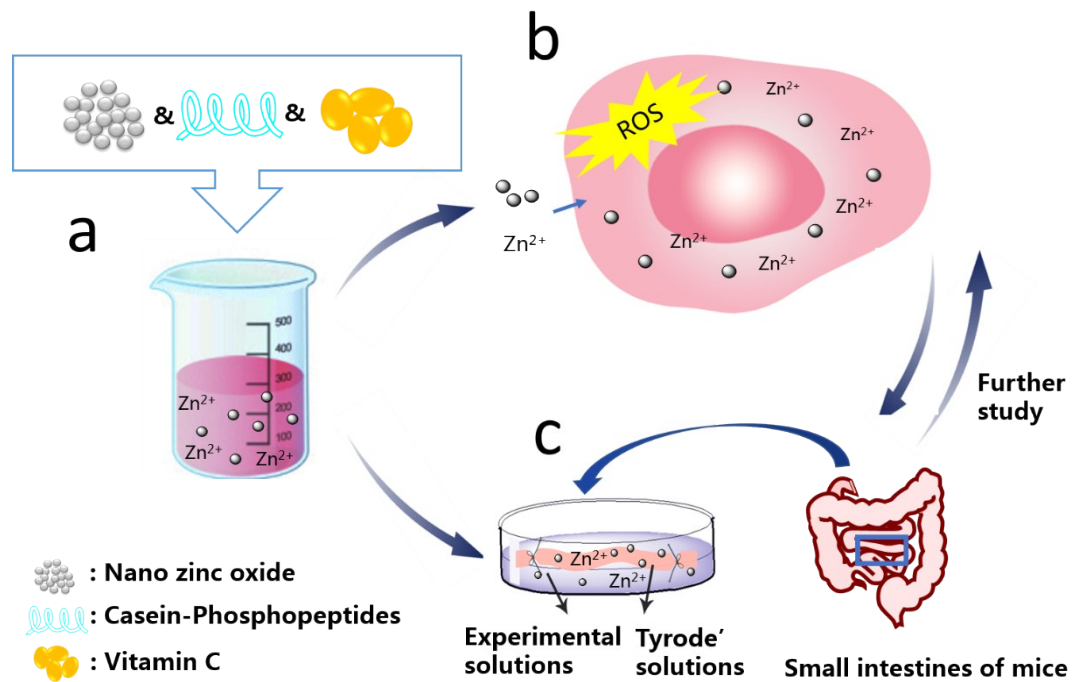 b
& &
ROS
Zn²⁺
Zn²⁺
Zn²⁺
Zn²⁺
Zn²⁺
Zn²⁺
a
500
400
300
200
100
Zn²⁺
Zn²⁺
Zn²⁺
Further
study
c
Zn²⁺
Zn²⁺
: Nano zinc oxide
: Casein-Phosphopeptides
: Vitamin C
Experimental
solutions
Tyrode’
solutions
Small intestines of mice